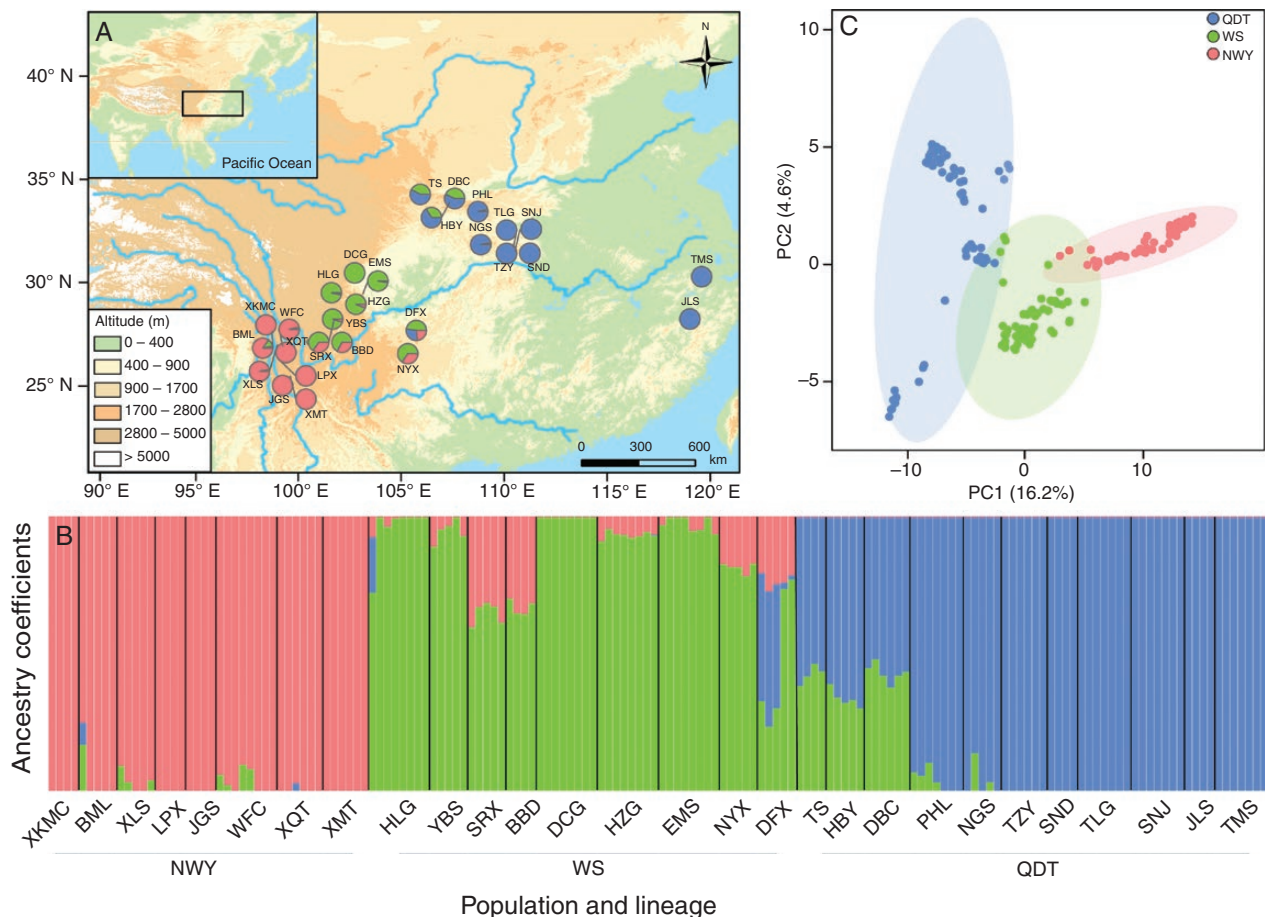 A
N
40° N
35° N
30° N
25° N
Pacific Ocean
TS
DBC
PHL
HBY
NGS
TLG
SNJ
TZY
SND
TMS
JLS
DCG
EMS
HLG
HZG
YBS
SRX
BBD
DFX
NYX
XKMC
WFC
BML
XQT
XLS
LPX
JGS
XMT
Altitude (m)
0 – 400
400 – 900
900 – 1700
1700 – 2800
2800 – 5000
> 5000
0 300 600
km
90° E 95° E 100° E 105° E 110° E 115° E 120° E
C
QDT
WS
NWY
10
5
0
−5
PC2 (4.6%)
−10 0 10
PC1 (16.2%)
B
Ancestry coefficients
XKMC BML XLS LPX JGS WFC XQT XMT HLG YBS SRX BBD DCG HZG EMS NYX DFX TS HBY DBC PHL NGS TZY SND TLG SNJ JLS TMS
NWY WS QDT
Population and lineage